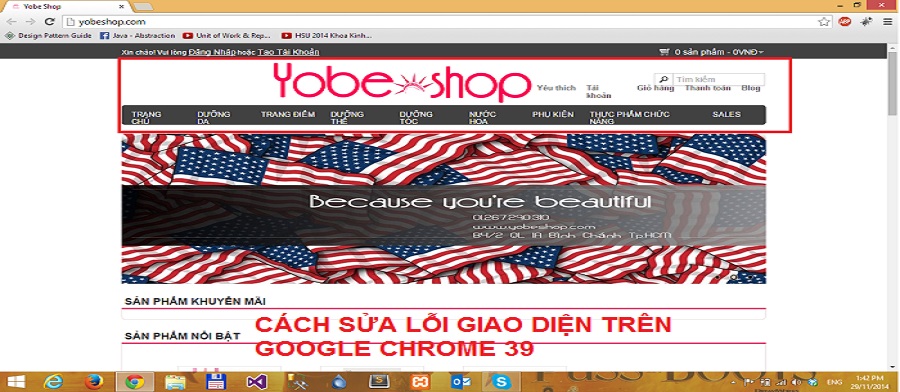 Yobe Shop
yobeshop.com
Design Pattern Guide
Java - Abstraction
Unit of Work & Rep...
HSU 2014 Khoa Kinh...
Xin chào! Vui lòng Đăng Nhập hoặc Tạo Tài Khoản
0 sản phẩm - 0VNĐ
Yobe shop
Tìm kiếm
Yêu thích
Tài khoản
Giỏ hàng
Thanh toán
Blog
TRANG CHỦ
DƯỠNG DA
TRANG ĐIỂM
DƯỠNG THỂ
DƯỠNG TÓC
NƯỚC HOA
PHỤ KIỆN
THỰC PHẨM CHỨC NĂNG
SALES
Because you're beautiful
01267290310
www.yobeshop.com
B4/2 QL 1A Bình Chánh Tp.HCM
SẢN PHẨM KHUYẾN MÃI
SẢN PHẨM NỔI BẬT
CÁCH SỬA LỖI GIAO DIỆN TRÊN
GOOGLE CHROME 39
ENG
1:42 PM
29/11/2014